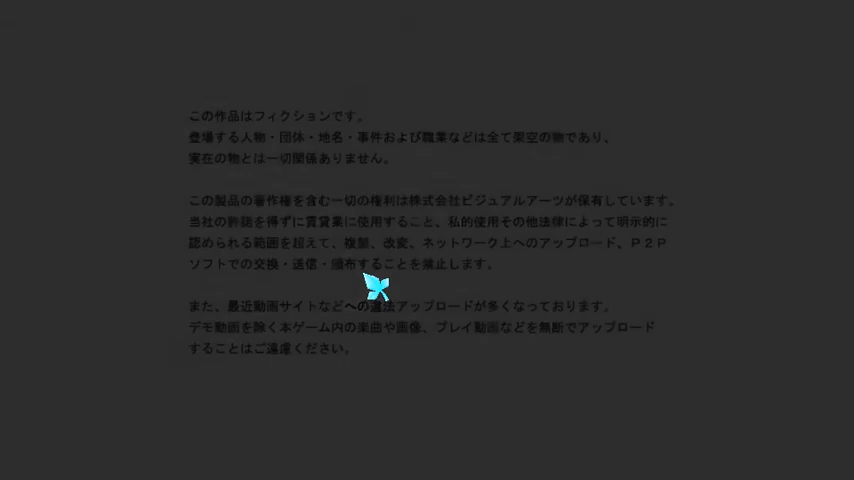 この作品はフィクションです。
登場する人物・団体・地名・事件および職業などは全て架空の物であり、
実在の物とは一切関係ありません。
この製品の著作権を含む一切の権利は株式会社ビジュアルアーツが保有しています。
当社の許諾を得ずに賃貸業に使用すること、私的使用その他法律によって明示的に
認められる範囲を超えて、複製、改変、ネットワーク上へのアップロード、Ｐ２Ｐ
ソフトでの交換・送信・頒布することを禁止します。
また、最近動画サイトなどへの違法アップロードが多くなっております。
デモ動画を除く本ゲーム内の楽曲や画像、プレイ動画などを無断でアップロード
することはご遠慮ください。